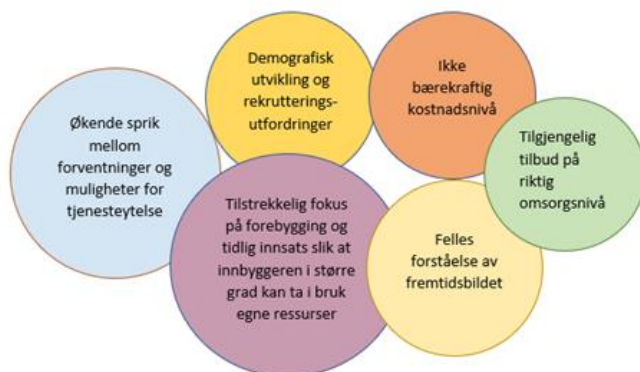 Økende sprik
mellom
forventninger og
muligheter for
tjenesteytelse
Demografisk
utvikling og
rekrutterings-
utfordringer
Ikke
bærekraftig
kostnadsnivå
Tilgjengelig
tilbud på
riktig
omsorgsnivå
Tilstrekkelig fokus
på forebygging og
tidlig innsats slik at
innbyggeren i større
grad kan ta i bruk
egne ressurser
Felles
forståelse av
fremtidsbildet